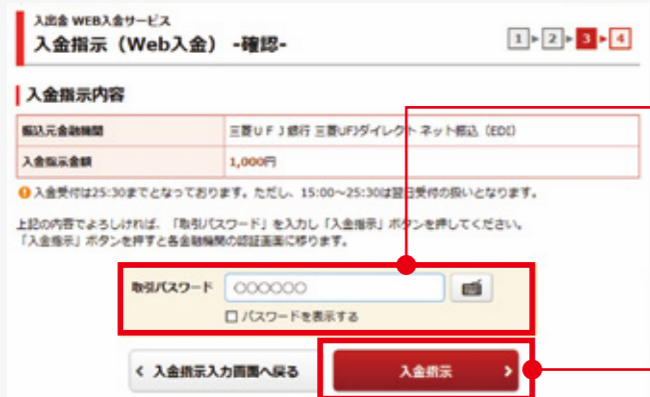 入出金 WEB入金サービス
入金指示（Web入金） -確認-
1 2 3 4
入金指示内容
振込元金融機関 三菱ＵＦＪ銀行 三菱UFJダイレクト ネット振込（EDI）
入金指示金額 1,000円
入金受付は25:30までとなっております。ただし、15:00～25:30は翌日受付の扱いとなります。
上記の内容でよろしければ、「取引パスワード」を入力し「入金指示」ボタンを押してください。
「入金指示」ボタンを押すと各金融機関の認証画面に移ります。
取引パスワード ○○○○○○
パスワードを表示する
入金指示入力画面へ戻る 入金指示